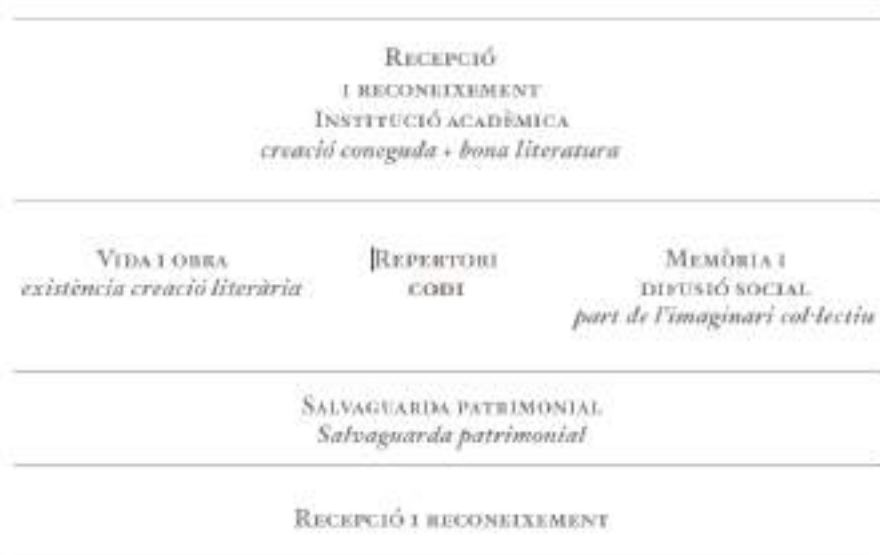 RECEPCIÓ
I RECONEIXEMENT
INSTITUCIÓ ACADÈMICA
creació coneguda + bona literatura
VIDA I OBRA
existència creació literària
REPERTORI
CODI
MEMÒRIA I
DIFUSIÓ SOCIAL
part de l'imaginari col·lectiu
SALVAGUARDA PATRIMONIAL
Salvaguarda patrimonial
RECEPCIÓ I RECONEIXEMENT